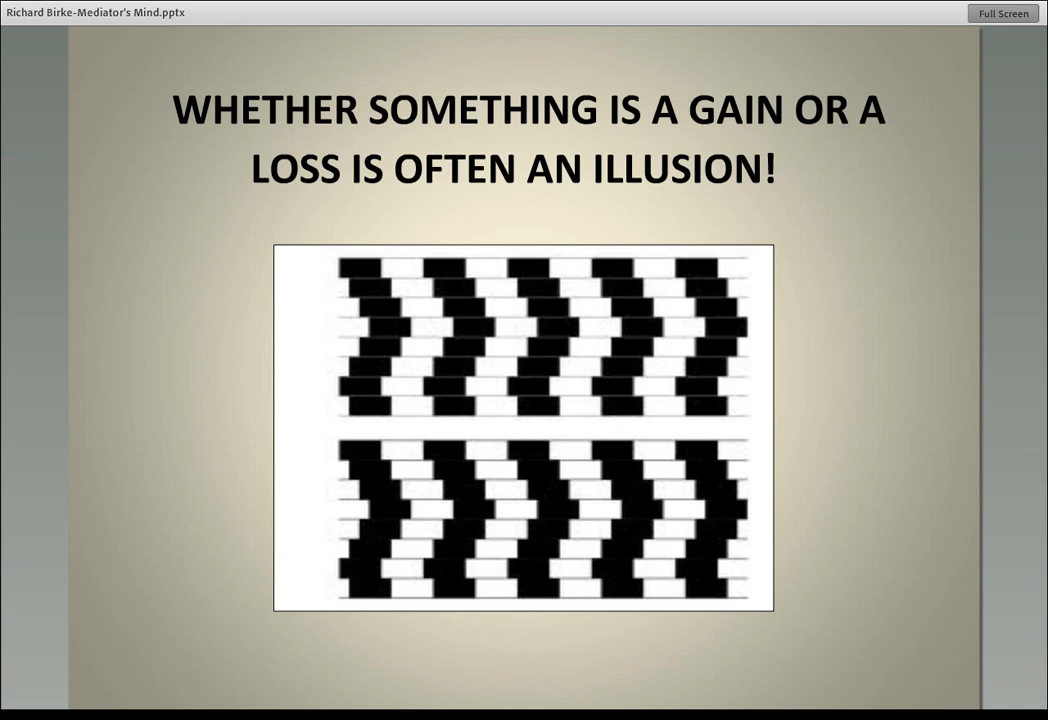 Richard Birke-Mediator's Mind.pptx
Full Screen
WHETHER SOMETHING IS A GAIN OR A
LOSS IS OFTEN AN ILLUSION!